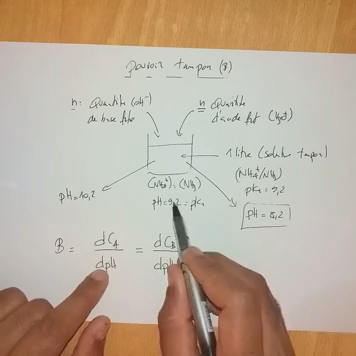 Pouvoir tampon (B)
n: Quantité (OH⁻)
de base forte
n Quantité
d'acide fort (H₃O⁺)
1 litre (solution tampon)
(NH₄⁺/NH₃)
pKa = 9,2
(NH₄⁺) = (NH₃)
pH = 9,2 = pKa
pH = 10,2
pH = 8,2
B = dCA / dpH = dCB / dpH